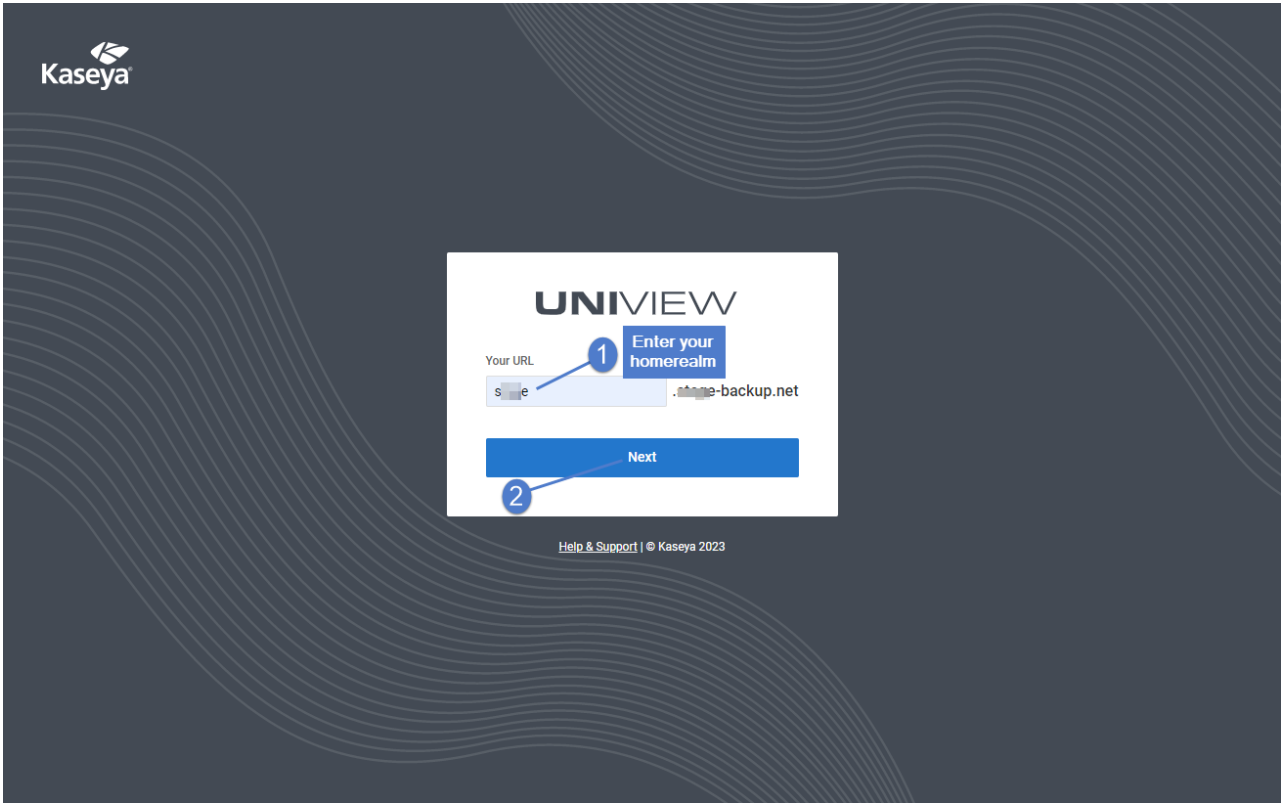 Kaseya
UNIVIEW
1
Enter your
homerealm
Your URL
-backup.net
Next
2
Help & Support | © Kaseya 2023